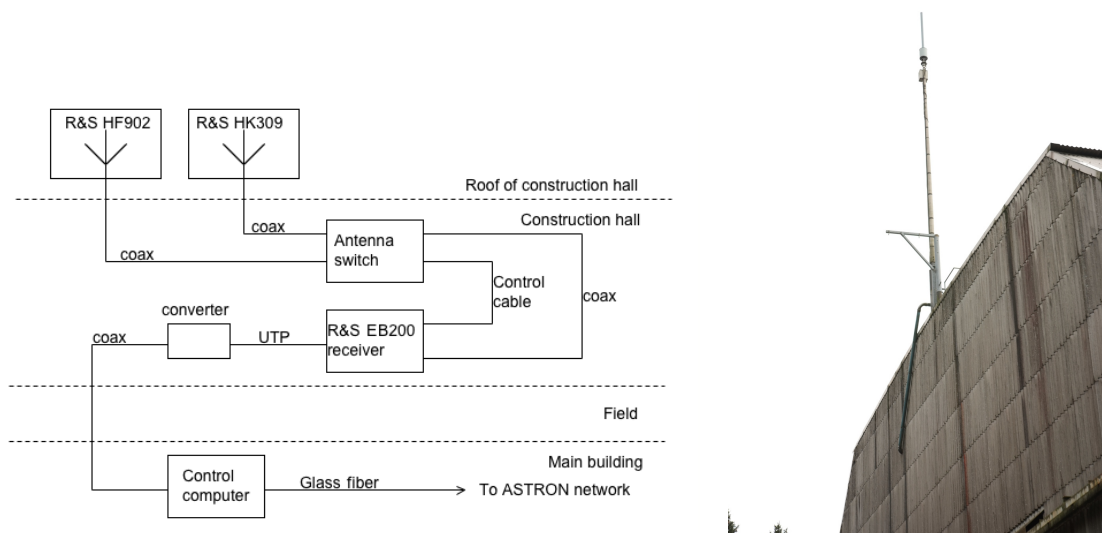 R&S HF902
R&S HK309
Roof of construction hall
Construction hall
coax
Antenna
switch
coax
Control
cable
coax
converter
coax
UTP
R&S EB200
receiver
Field
Main building
Control
computer
Glass fiber
To ASTRON network